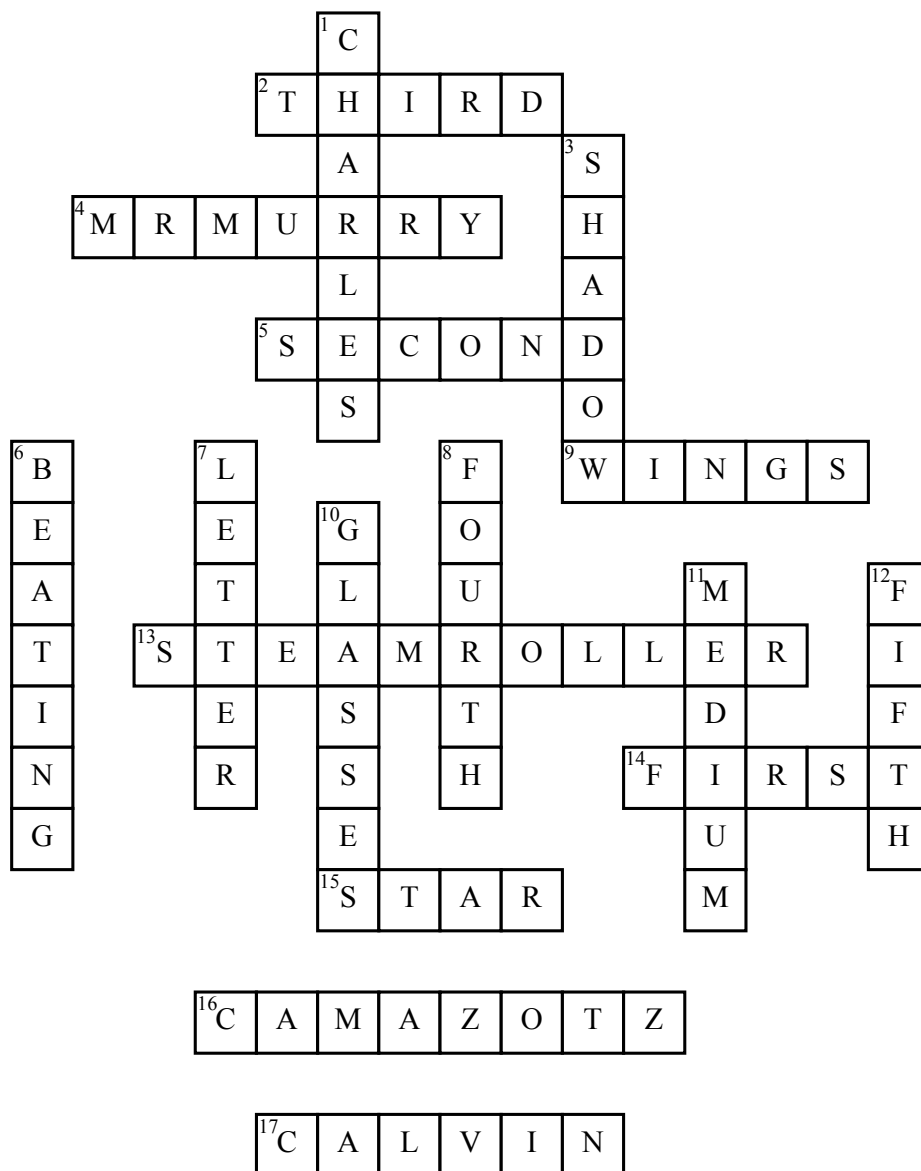 1 C
2 T H I R D
A 3 S
4 M R M U R R Y H
L A
5 S E C O N D
S O
6 B 7 L 8 F 9 W I N G S
E E 10 G O
A T L U 11 M 12 F
T 13 S T E A M R O L L E R I
I E S T D F
N R S H 14 F I R S T
G E U H
15 S T A R M
16 C A M A Z O T Z
17 C A L V I N